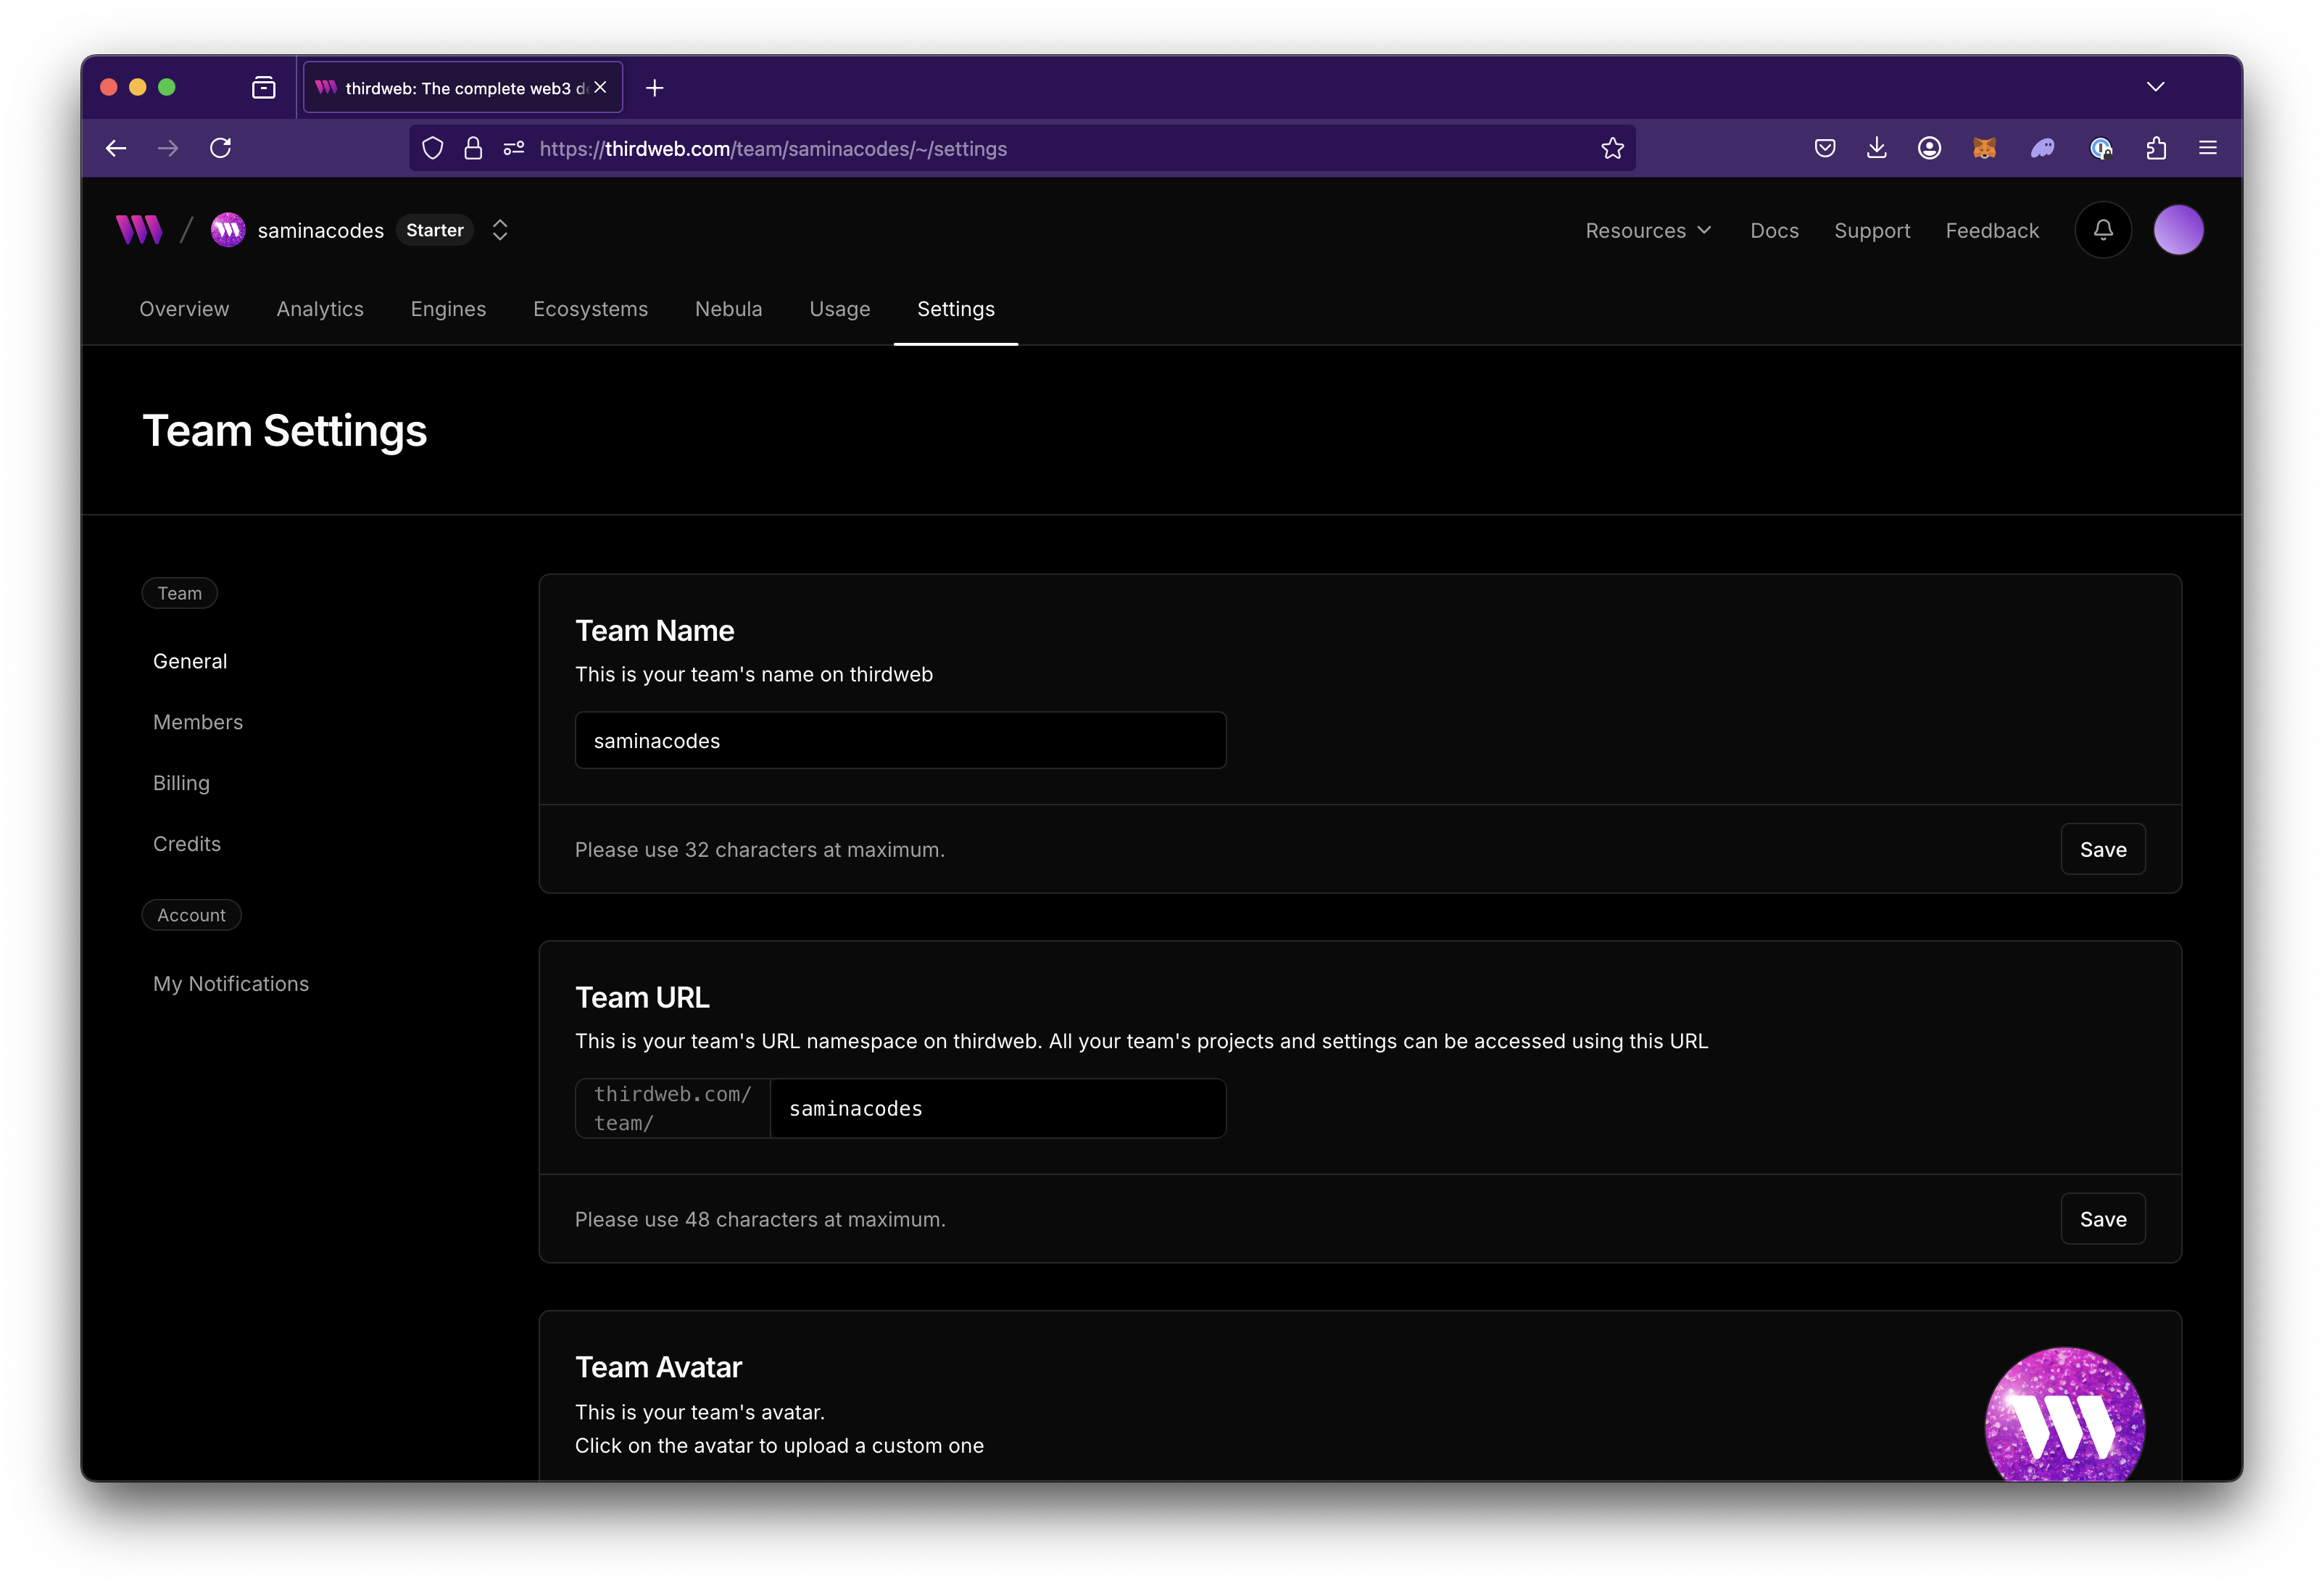 thirdweb: The complete web3 d
https://thirdweb.com/team/saminacodes/~/settings
/ saminacodes Starter
Resources Docs Support Feedback
Overview Analytics Engines Ecosystems Nebula Usage Settings
Team Settings
Team
General
Members
Billing
Credits
Account
My Notifications
Team Name
This is your team's name on thirdweb
saminacodes
Please use 32 characters at maximum.
Save
Team URL
This is your team's URL namespace on thirdweb. All your team's projects and settings can be accessed using this URL
thirdweb.com/
team/
saminacodes
Please use 48 characters at maximum.
Save
Team Avatar
This is your team's avatar.
Click on the avatar to upload a custom one